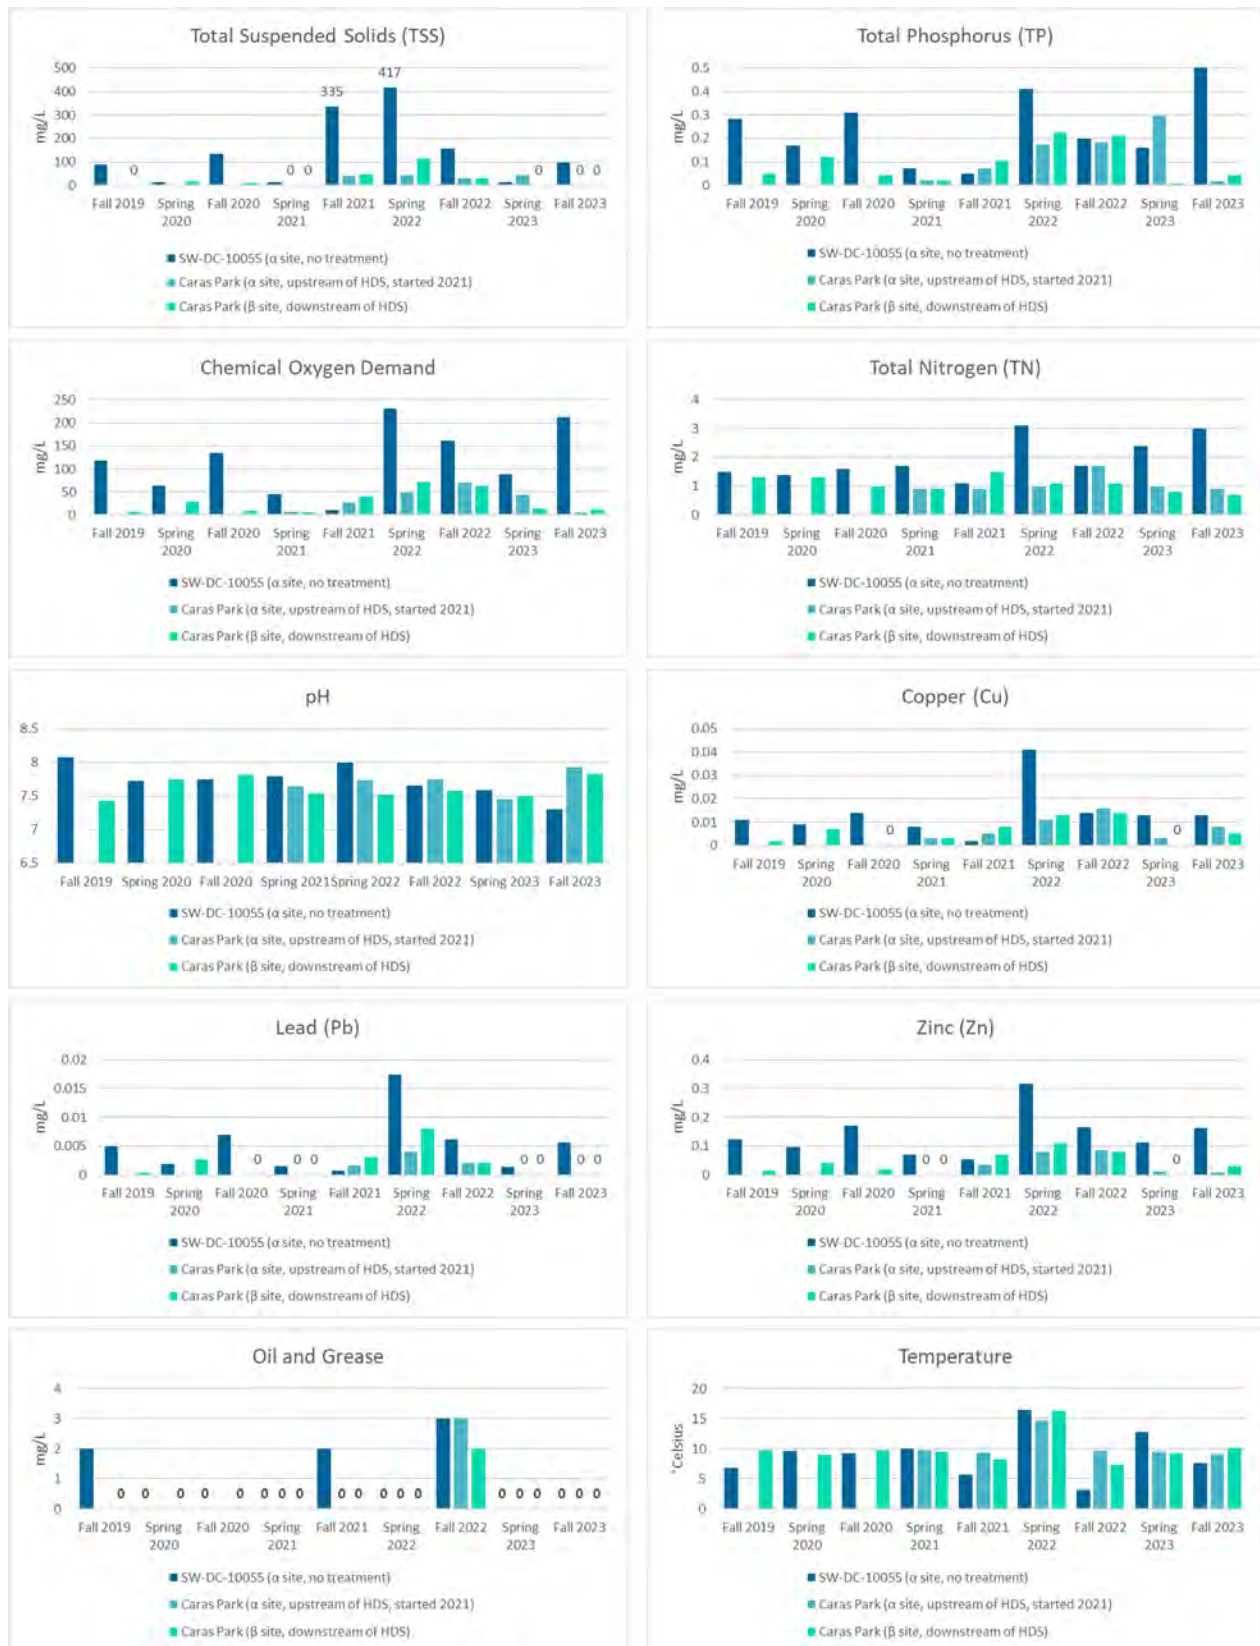 Total Suspended Solids (TSS)
500
400
300
200
100
0
mg/L
335
417
0
0 0
0
0 0
Fall 2019 Spring 2020 Fall 2020 Spring 2021 Fall 2021 Spring 2022 Fall 2022 Spring 2023 Fall 2023
SW-DC-10055 (α site, no treatment)
Caras Park (α site, upstream of HDS, started 2021)
Caras Park (β site, downstream of HDS)
Total Phosphorus (TP)
0.5
0.4
0.3
0.2
0.1
0
mg/L
Fall 2019 Spring 2020 Fall 2020 Spring 2021 Fall 2021 Spring 2022 Fall 2022 Spring 2023 Fall 2023
SW-DC-10055 (α site, no treatment)
Caras Park (α site, upstream of HDS, started 2021)
Caras Park (β site, downstream of HDS)
Chemical Oxygen Demand
250
200
150
100
50
0
mg/L
Fall 2019 Spring 2020 Fall 2020 Spring 2021 Fall 2021 Spring 2022 Fall 2022 Spring 2023 Fall 2023
SW-DC-10055 (α site, no treatment)
Caras Park (α site, upstream of HDS, started 2021)
Caras Park (β site, downstream of HDS)
Total Nitrogen (TN)
4
3
2
1
0
mg/L
Fall 2019 Spring 2020 Fall 2020 Spring 2021 Fall 2021 Spring 2022 Fall 2022 Spring 2023 Fall 2023
SW-DC-10055 (α site, no treatment)
Caras Park (α site, upstream of HDS, started 2021)
Caras Park (β site, downstream of HDS)
pH
8.5
8
7.5
7
6.5
Fall 2019 Spring 2020 Fall 2020 Spring 2021 Spring 2022 Fall 2022 Spring 2023 Fall 2023
SW-DC-10055 (α site, no treatment)
Caras Park (α site, upstream of HDS, started 2021)
Caras Park (β site, downstream of HDS)
Copper (Cu)
0.05
0.04
0.03
0.02
0.01
0
mg/L
0
0
Fall 2019 Spring 2020 Fall 2020 Spring 2021 Fall 2021 Spring 2022 Fall 2022 Spring 2023 Fall 2023
SW-DC-10055 (α site, no treatment)
Caras Park (α site, upstream of HDS, started 2021)
Caras Park (β site, downstream of HDS)
Lead (Pb)
0.02
0.015
0.01
0.005
0
mg/L
0
0 0
0 0
0 0
Fall 2019 Spring 2020 Fall 2020 Spring 2021 Fall 2021 Spring 2022 Fall 2022 Spring 2023 Fall 2023
SW-DC-10055 (α site, no treatment)
Caras Park (α site, upstream of HDS, started 2021)
Caras Park (β site, downstream of HDS)
Zinc (Zn)
0.4
0.3
0.2
0.1
0
mg/L
0 0
0
Fall 2019 Spring 2020 Fall 2020 Spring 2021 Fall 2021 Spring 2022 Fall 2022 Spring 2023 Fall 2023
SW-DC-10055 (α site, no treatment)
Caras Park (α site, upstream of HDS, started 2021)
Caras Park (β site, downstream of HDS)
Oil and Grease
4
3
2
1
0
mg/L
0 0 0 0 0 0 0 0 0 0 0 0 0 0 0 0 0 0 0 0
Fall 2019 Spring 2020 Fall 2020 Spring 2021 Fall 2021 Spring 2022 Fall 2022 Spring 2023 Fall 2023
SW-DC-10055 (α site, no treatment)
Caras Park (α site, upstream of HDS, started 2021)
Caras Park (β site, downstream of HDS)
Temperature
20
15
10
5
0
°Celsius
Fall 2019 Spring 2020 Fall 2020 Spring 2021 Fall 2021 Spring 2022 Fall 2022 Spring 2023 Fall 2023
SW-DC-10055 (α site, no treatment)
Caras Park (α site, upstream of HDS, started 2021)
Caras Park (β site, downstream of HDS)